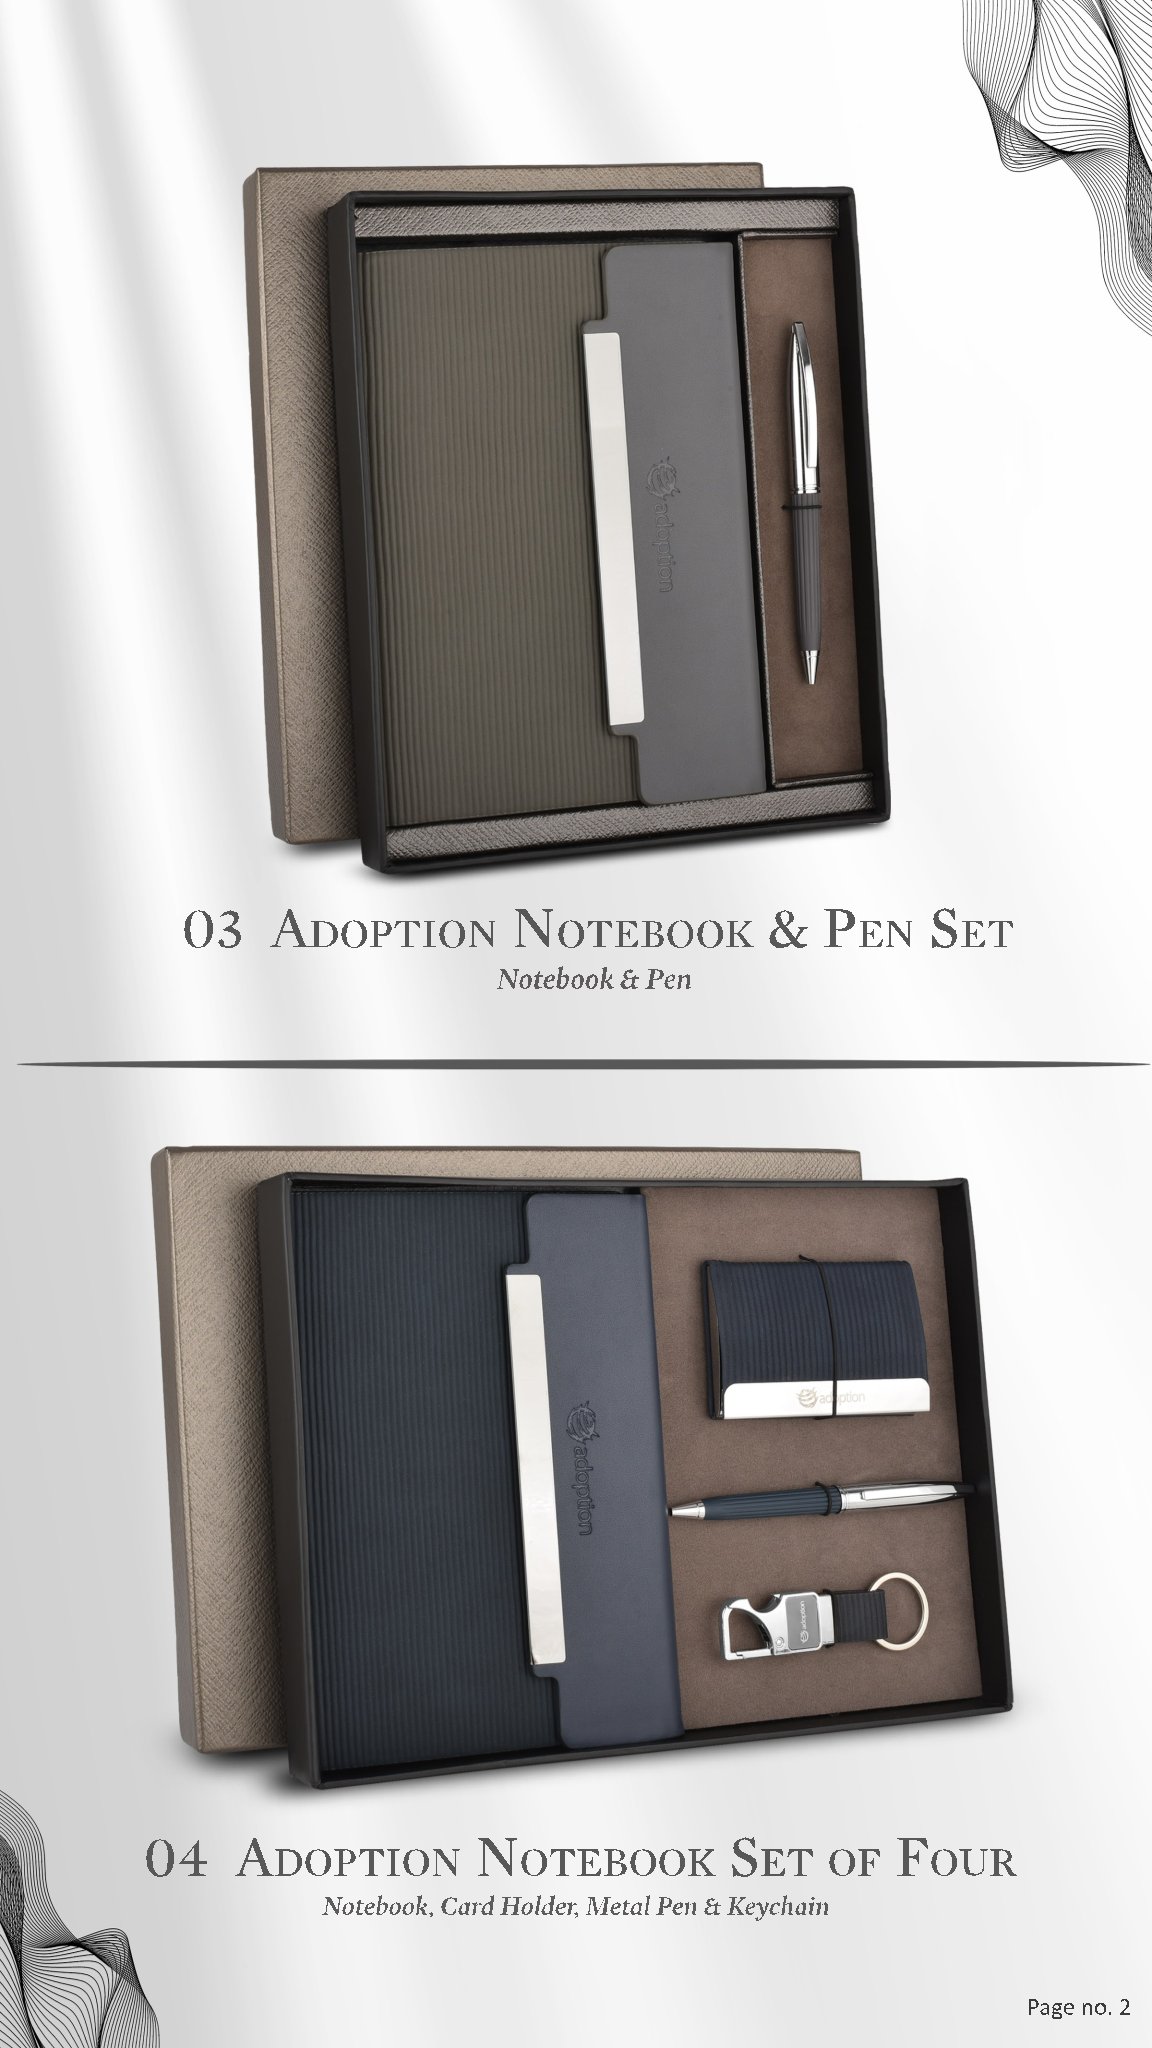 adoption
03 Adoption Notebook & Pen Set
Notebook & Pen
adoption
adoption
adoption
04 Adoption Notebook Set of Four
Notebook, Card Holder, Metal Pen & Keychain
Page no. 2